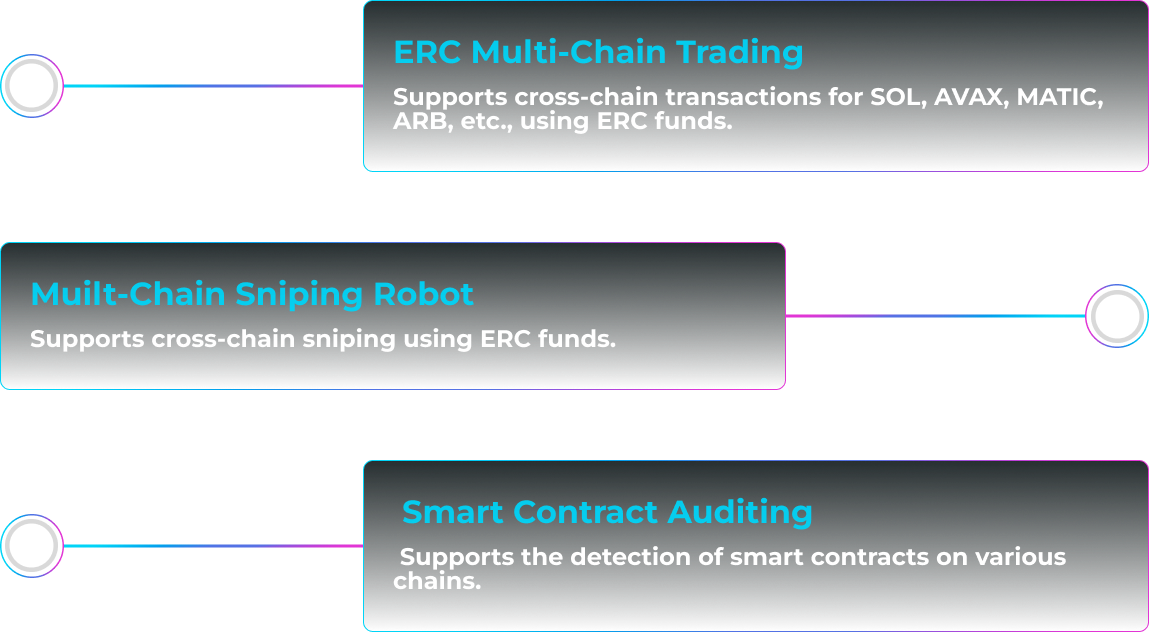 ERC Multi-Chain Trading
Supports cross-chain transactions for SOL, AVAX, MATIC,
ARB, etc., using ERC funds.
Muilt-Chain Sniping Robot
Supports cross-chain sniping using ERC funds.
Smart Contract Auditing
Supports the detection of smart contracts on various
chains.